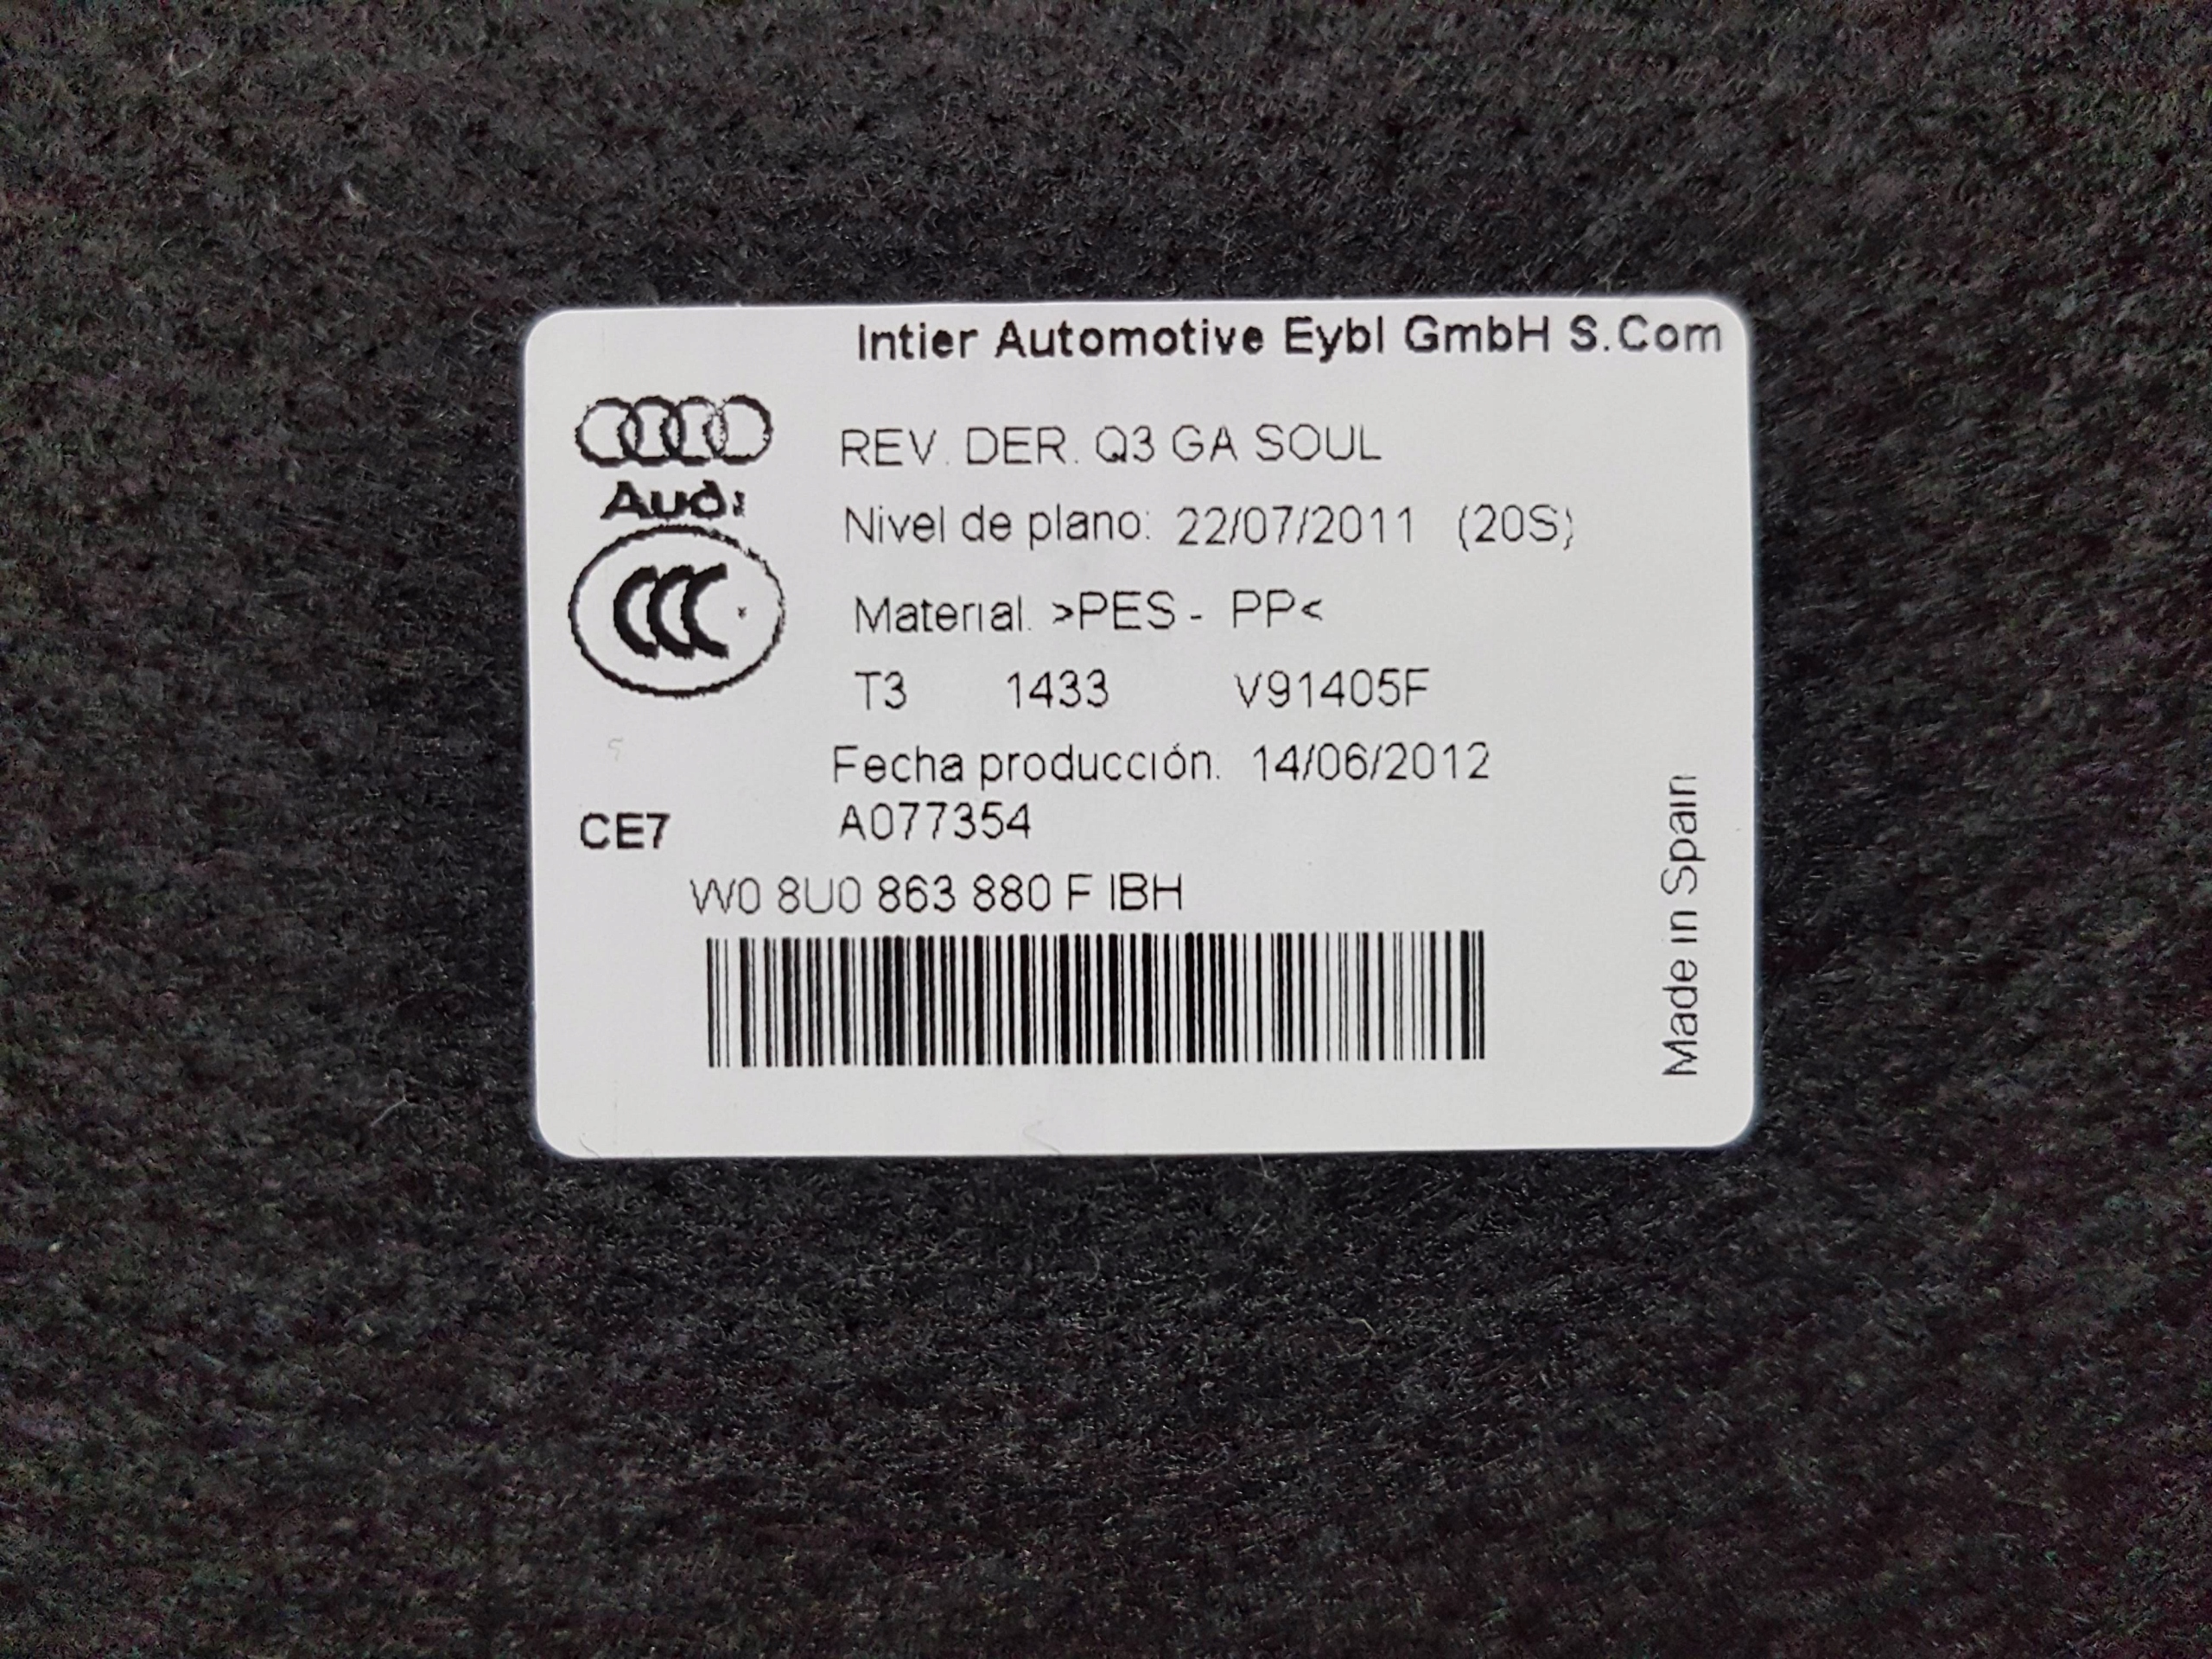 Intier Automotive Eybl GmbH S.Com
Audi
REV. DER. Q3 GA SOUL
Nivel de plano: 22/07/2011 (20S)
CCC
Material. >PES - PP<
T3 1433 V91405F
Fecha producción: 14/06/2012
CE7 A077354
W0 8U0 863 880 F IBH
Made in Spain